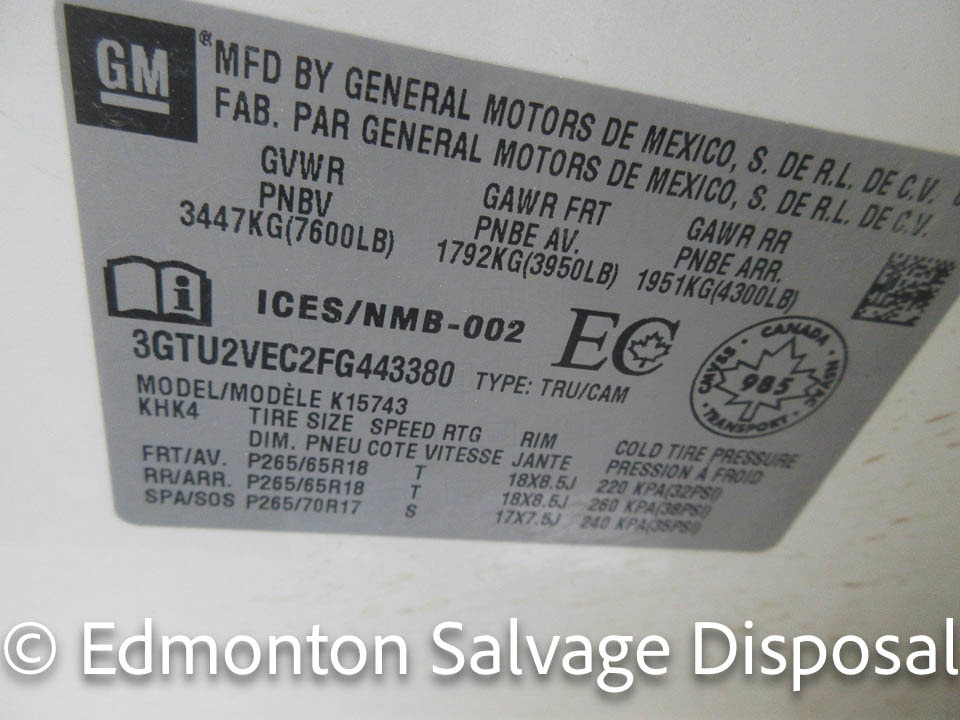 GM ®
MFD BY GENERAL MOTORS DE MEXICO, S. DE R.L. DE C.V.
FAB. PAR GENERAL MOTORS DE MEXICO, S. DE R.L. DE C.V.
GVWR GAWR FRT GAWR RR
PNBV PNBE AV. PNBE ARR.
3447KG(7600LB) 1792KG(3950LB) 1951KG(4300LB)
i ICES/NMB-002 EC
CANADA
CMVSS 985 NSVAC
TRANSPORT
3GTU2VEC2FG443380 TYPE: TRU/CAM
MODEL/MODÈLE K15743
KHK4 TIRE SIZE SPEED RTG RIM COLD TIRE PRESSURE
DIM. PNEU COTE VITESSE JANTE PRESSION À FROID
FRT/AV. P265/65R18 T 18X8.5J 220 KPA(32PSI)
RR/ARR. P265/65R18 T 18X8.5J 260 KPA(38PSI)
SPA/SOS P265/70R17 S 17X7.5J 240 KPA(35PSI)
© Edmonton Salvage Disposal